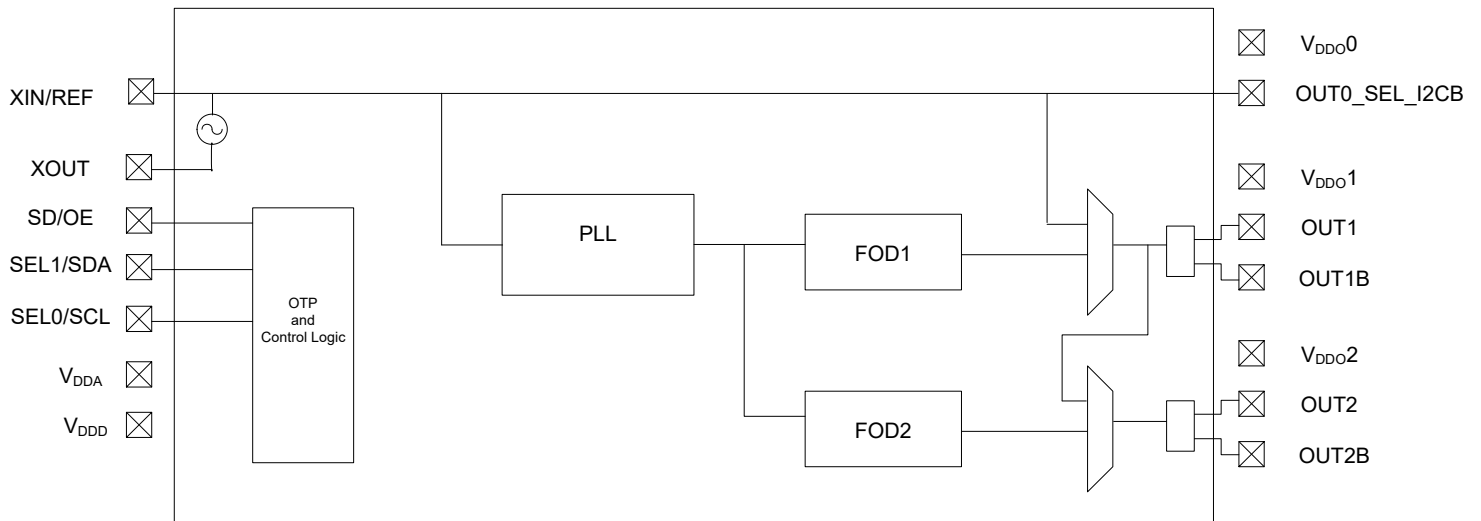 XIN/REF
XOUT
SD/OE
SEL1/SDA
SEL0/SCL
VDDA
VDDD
OTP
and
Control Logic
PLL
FOD1
FOD2
VDDO0
OUT0_SEL_I2CB
VDDO1
OUT1
OUT1B
VDDO2
OUT2
OUT2B